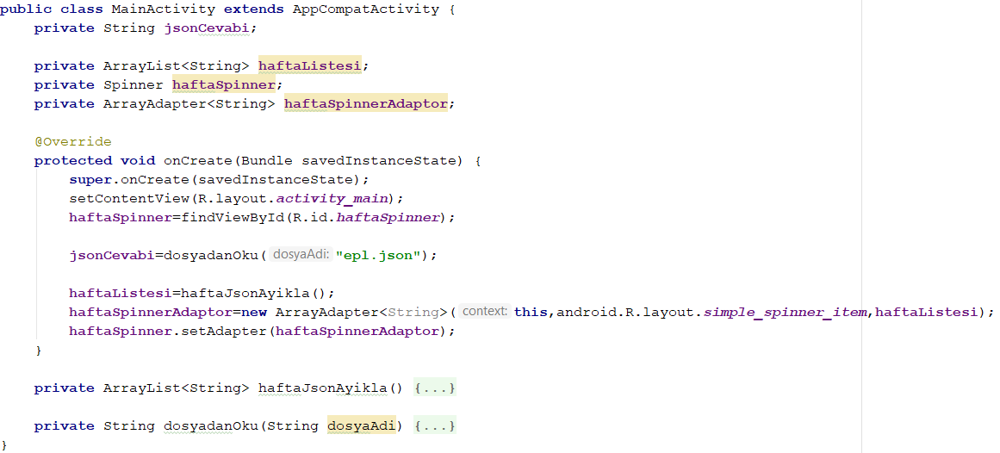 public class MainActivity extends AppCompatActivity {
    private String jsonCevabi;
    private ArrayList<String> haftaListesi;
    private Spinner haftaSpinner;
    private ArrayAdapter<String> haftaSpinnerAdaptor;
    @Override
    protected void onCreate(Bundle savedInstanceState) {
        super.onCreate(savedInstanceState);
        setContentView(R.layout.activity_main);
        haftaSpinner=findViewById(R.id.haftaSpinner);
        jsonCevabi=dosyadanOku( dosyaAdi: "epl.json");
        haftaListesi=haftaJsonAyikla();
        haftaSpinnerAdaptor=new ArrayAdapter<String>( context: this,android.R.layout.simple_spinner_item,haftaListesi);
        haftaSpinner.setAdapter(haftaSpinnerAdaptor);
    }
    private ArrayList<String> haftaJsonAyikla() {...}
    private String dosyadanOku(String dosyaAdi) {...}
}